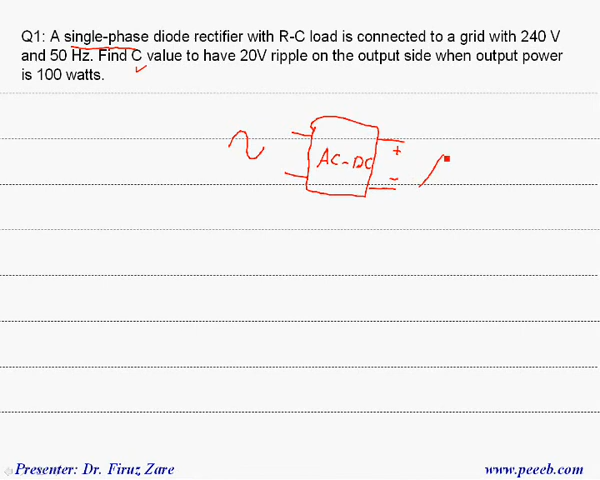 Q1: A single-phase diode rectifier with R-C load is connected to a grid with 240 V
and 50 Hz. Find C value to have 20V ripple on the output side when output power
is 100 watts.
AC-DC
+
-
Presenter: Dr. Firuz Zare
www.peeeb.com